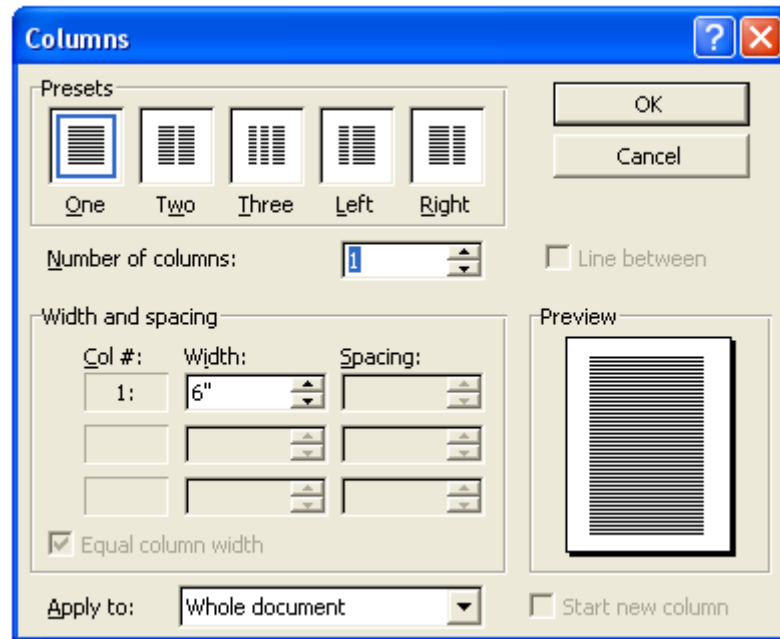 Columns
Presets
One Two Three Left Right
OK
Cancel
Number of columns: 1
Line between
Width and spacing
Col #: Width: Spacing:
1: 6"
Equal column width
Preview
Apply to: Whole document
Start new column